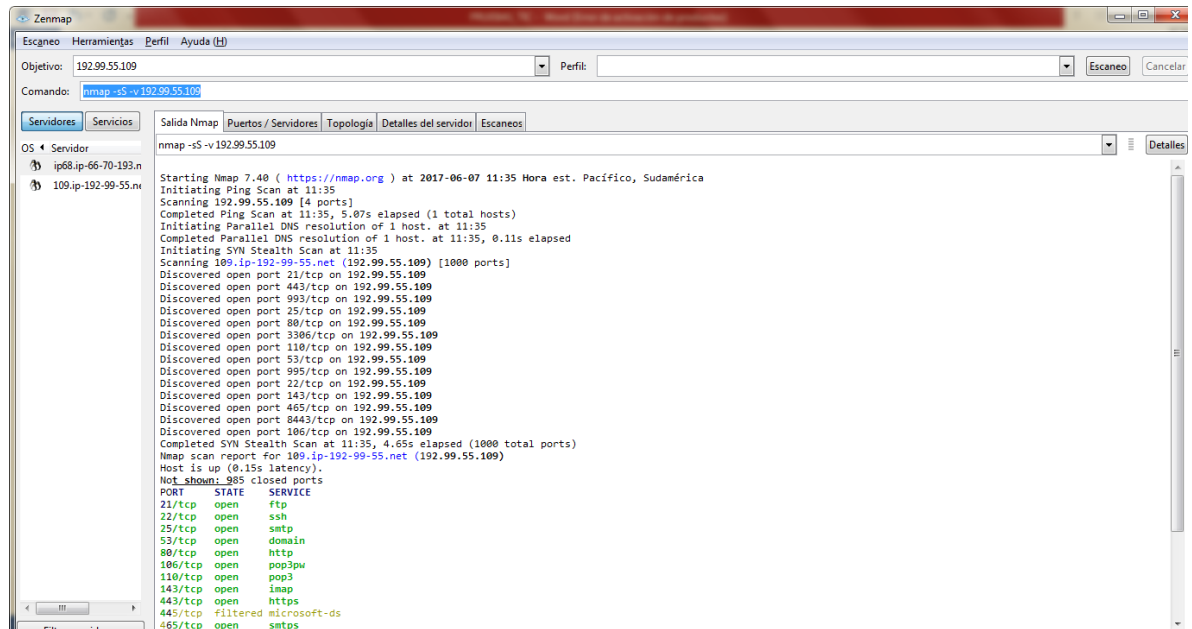 Zenmap
Escaneo Herramientas Perfil Ayuda (H)
Objetivo: 192.99.55.109 Perfil: Escaneo Cancelar
Comando: nmap -sS -v 192.99.55.109
Servidores Servicios
OS Servidor
ip68.ip-66-70-193.n
109.ip-192-99-55.ne
Salida Nmap Puertos / Servidores Topología Detalles del servidor Escaneos
nmap -sS -v 192.99.55.109 Detalles
Starting Nmap 7.40 ( https://nmap.org ) at 2017-06-07 11:35 Hora est. Pacífico, Sudamérica
Initiating Ping Scan at 11:35
Scanning 192.99.55.109 [4 ports]
Completed Ping Scan at 11:35, 5.07s elapsed (1 total hosts)
Initiating Parallel DNS resolution of 1 host. at 11:35
Completed Parallel DNS resolution of 1 host. at 11:35, 0.11s elapsed
Initiating SYN Stealth Scan at 11:35
Scanning 109.ip-192-99-55.net (192.99.55.109) [1000 ports]
Discovered open port 21/tcp on 192.99.55.109
Discovered open port 443/tcp on 192.99.55.109
Discovered open port 993/tcp on 192.99.55.109
Discovered open port 25/tcp on 192.99.55.109
Discovered open port 80/tcp on 192.99.55.109
Discovered open port 3306/tcp on 192.99.55.109
Discovered open port 110/tcp on 192.99.55.109
Discovered open port 53/tcp on 192.99.55.109
Discovered open port 995/tcp on 192.99.55.109
Discovered open port 22/tcp on 192.99.55.109
Discovered open port 143/tcp on 192.99.55.109
Discovered open port 465/tcp on 192.99.55.109
Discovered open port 8443/tcp on 192.99.55.109
Discovered open port 106/tcp on 192.99.55.109
Completed SYN Stealth Scan at 11:35, 4.65s elapsed (1000 total ports)
Nmap scan report for 109.ip-192-99-55.net (192.99.55.109)
Host is up (0.15s latency).
Not shown: 985 closed ports
PORT STATE SERVICE
21/tcp open ftp
22/tcp open ssh
25/tcp open smtp
53/tcp open domain
80/tcp open http
106/tcp open pop3pw
110/tcp open pop3
143/tcp open imap
443/tcp open https
445/tcp filtered microsoft-ds
465/tcp open smtps